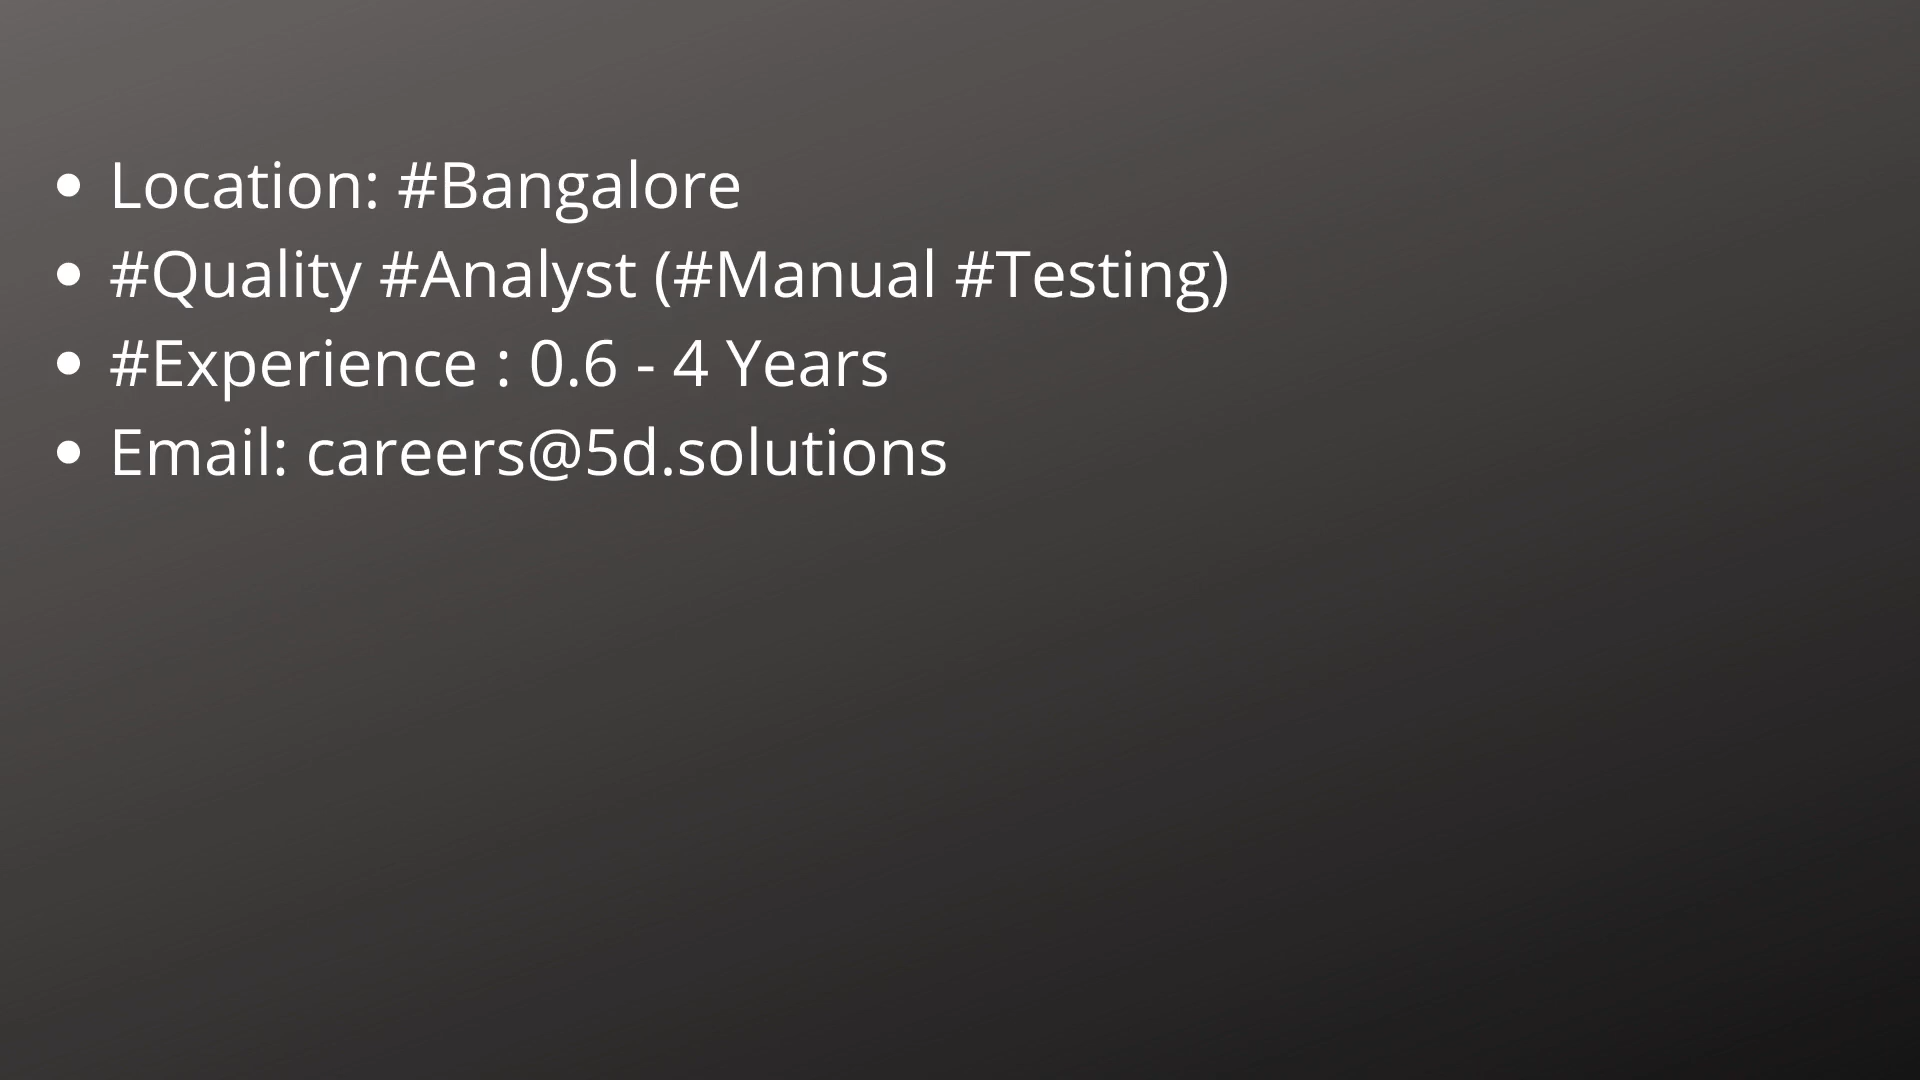 • Location: #Bangalore
• #Quality #Analyst (#Manual #Testing)
• #Experience : 0.6 - 4 Years
• Email: careers@5d.solutions